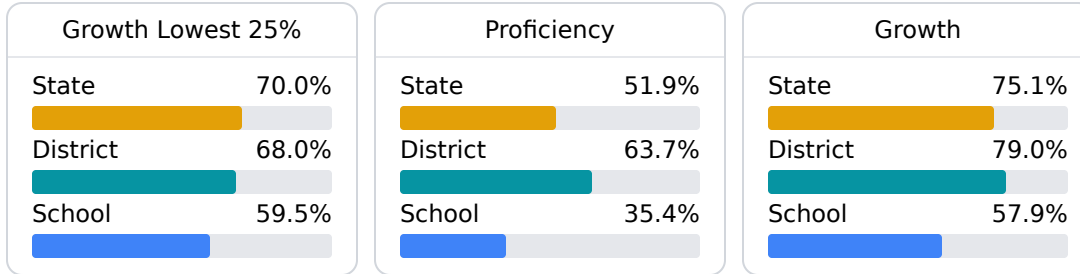 Growth Lowest 25%
State 70.0%
District 68.0%
School 59.5%
Proficiency
State 51.9%
District 63.7%
School 35.4%
Growth
State 75.1%
District 79.0%
School 57.9%